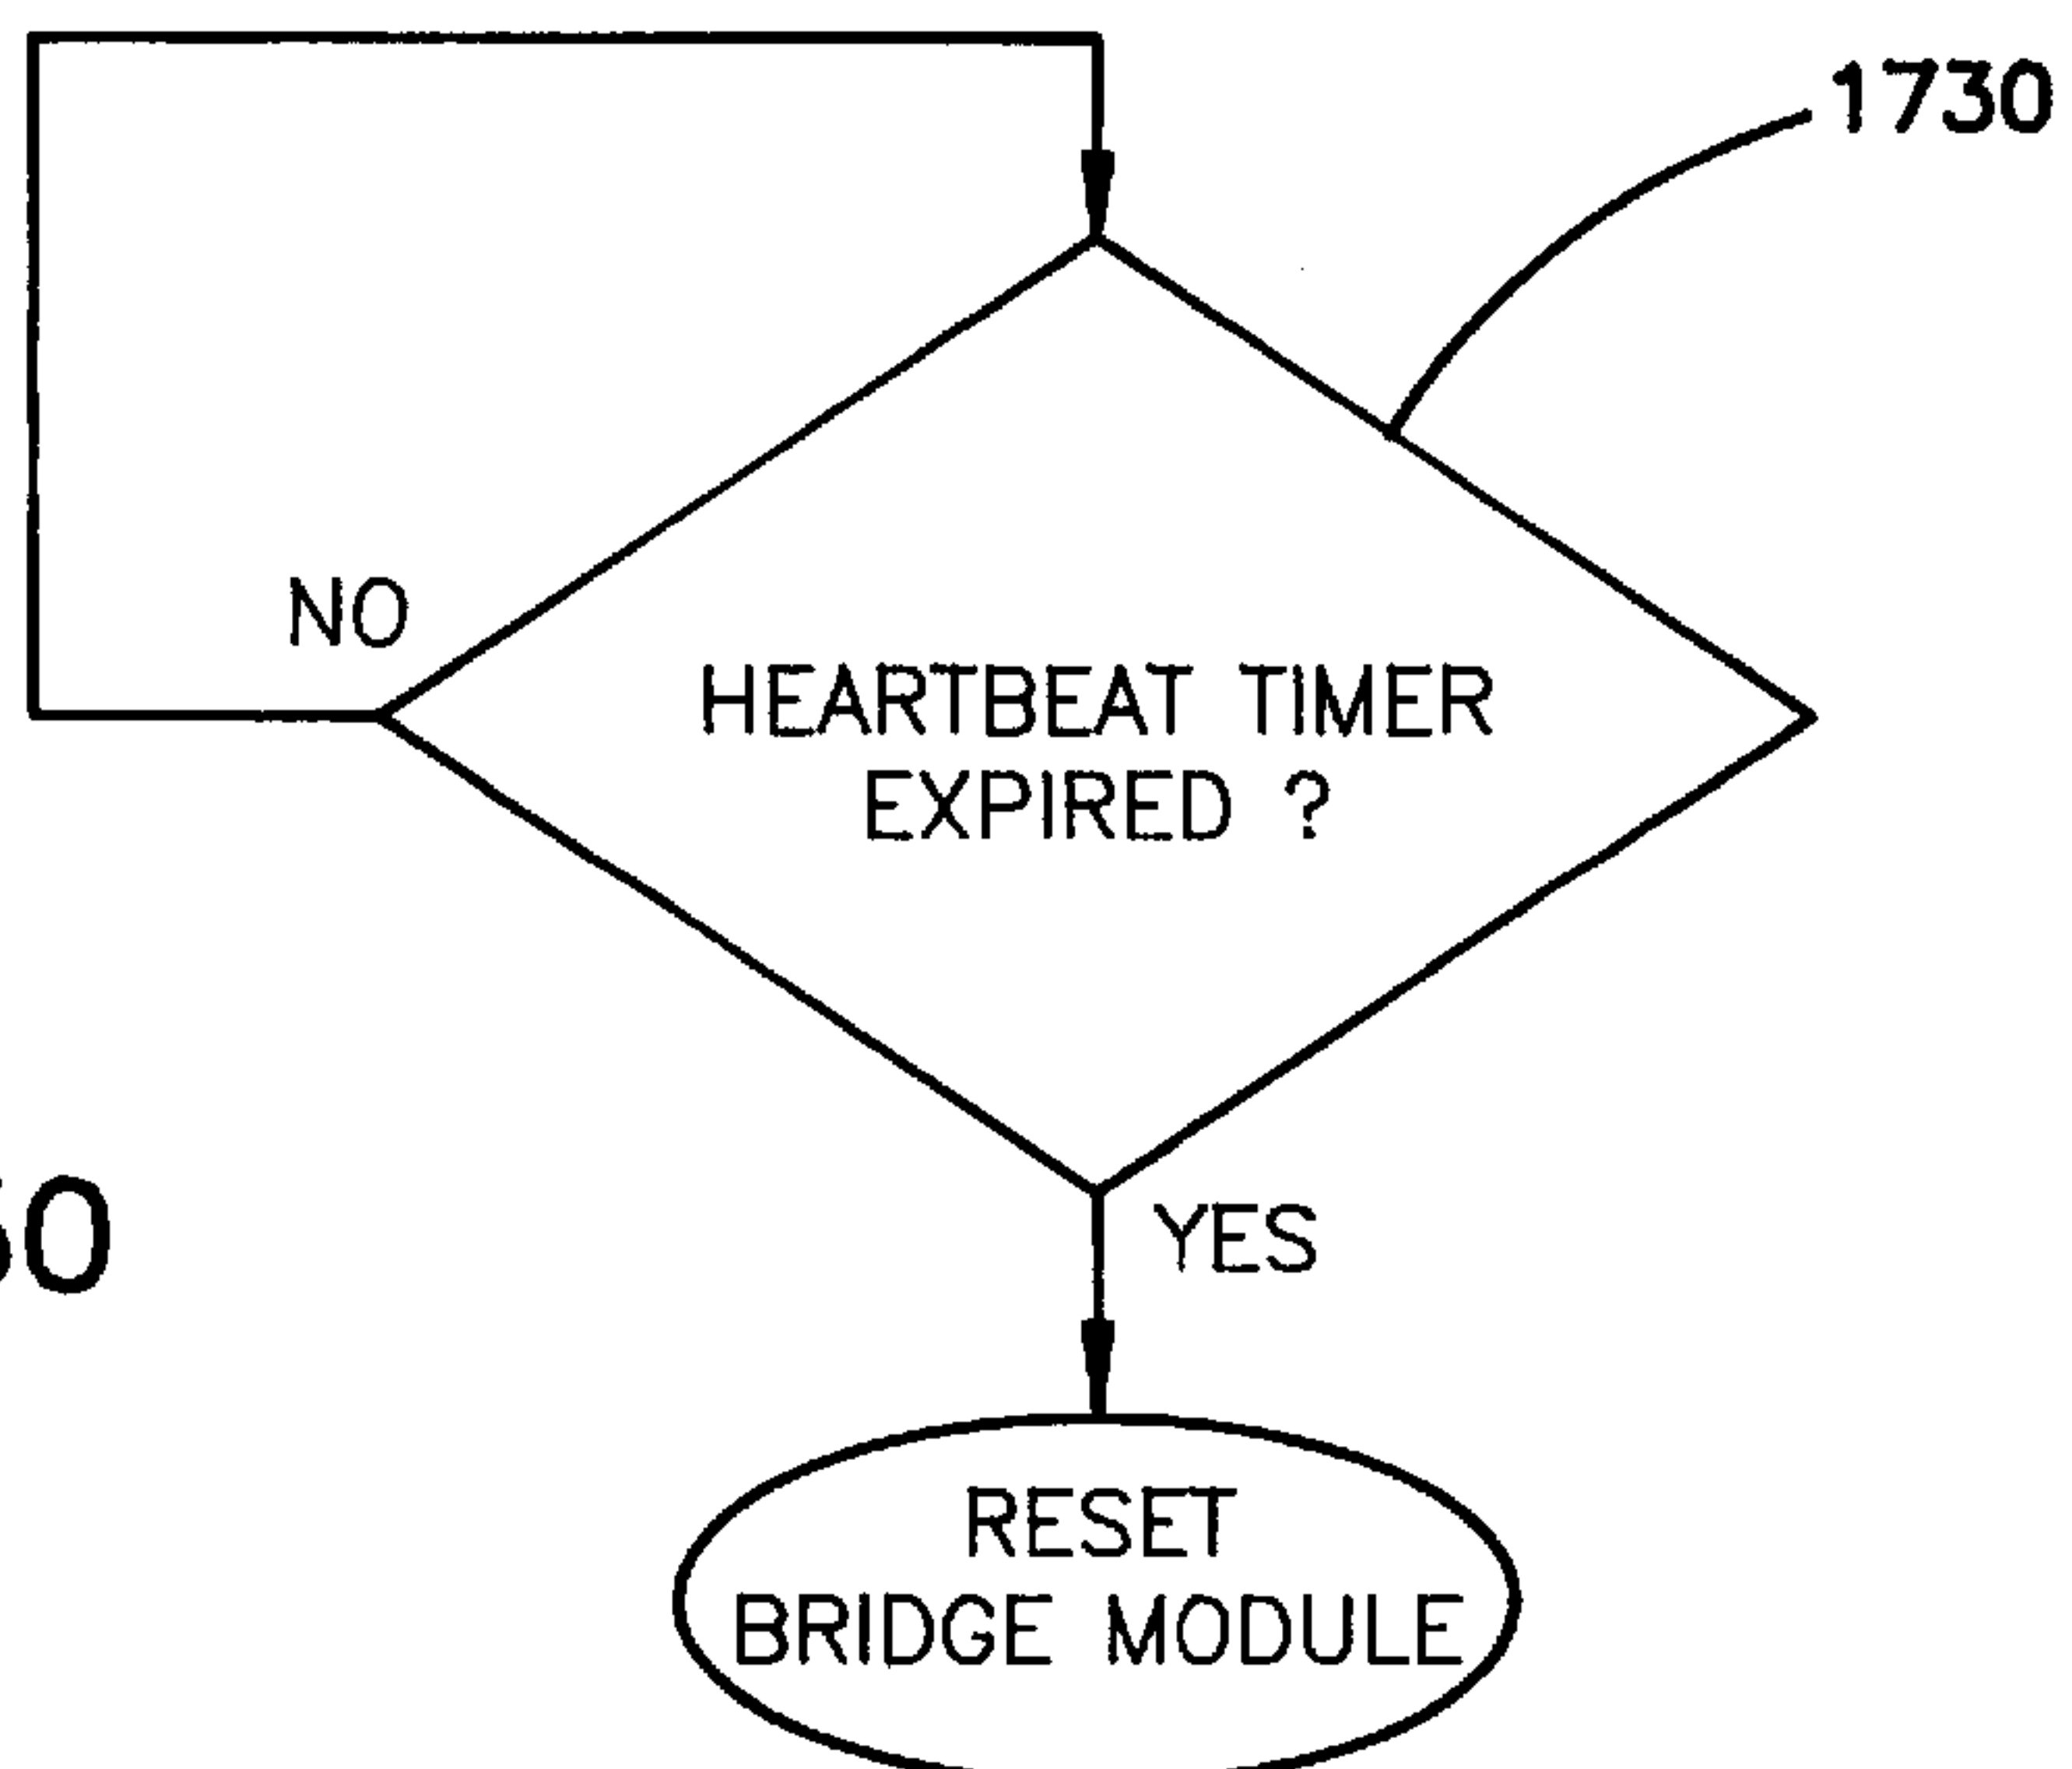 1730
NO
HEARTBEAT TIMER
EXPIRED ?
YES
RESET
BRIDGE MODULE